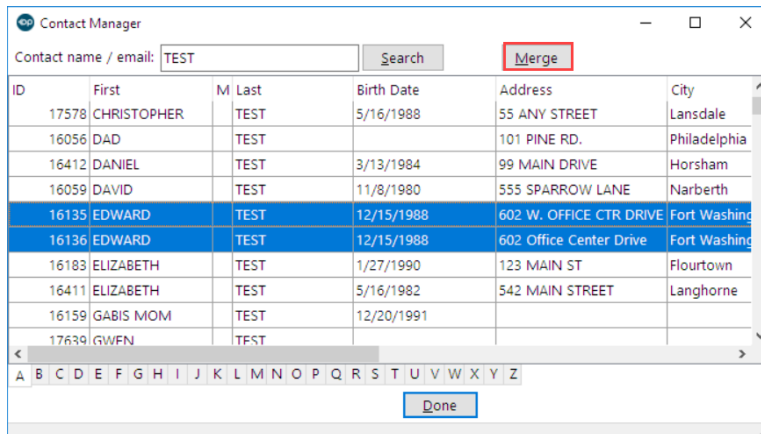 Contact Manager
Contact name / email: TEST Search Merge
ID First M Last Birth Date Address City
17578 CHRISTOPHER TEST 5/16/1988 55 ANY STREET Lansdale
16056 DAD TEST 101 PINE RD. Philadelphia
16412 DANIEL TEST 3/13/1984 99 MAIN DRIVE Horsham
16059 DAVID TEST 11/8/1980 555 SPARROW LANE Narberth
16135 EDWARD TEST 12/15/1988 602 W. OFFICE CTR DRIVE Fort Washing
16136 EDWARD TEST 12/15/1988 602 Office Center Drive Fort Washing
16183 ELIZABETH TEST 1/27/1990 123 MAIN ST Flourtown
16411 ELIZABETH TEST 5/16/1982 542 MAIN STREET Langhorne
16159 GABIS MOM TEST 12/20/1991
17639 GWEN TEST
A B C D E F G H I J K L M N O P Q R S T U V W X Y Z
Done